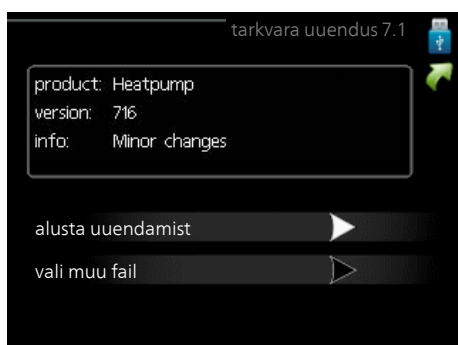 tarkvara uuendus 7.1
product: Heatpump
version: 716
info: Minor changes
alusta uuendamist
vali muu fail